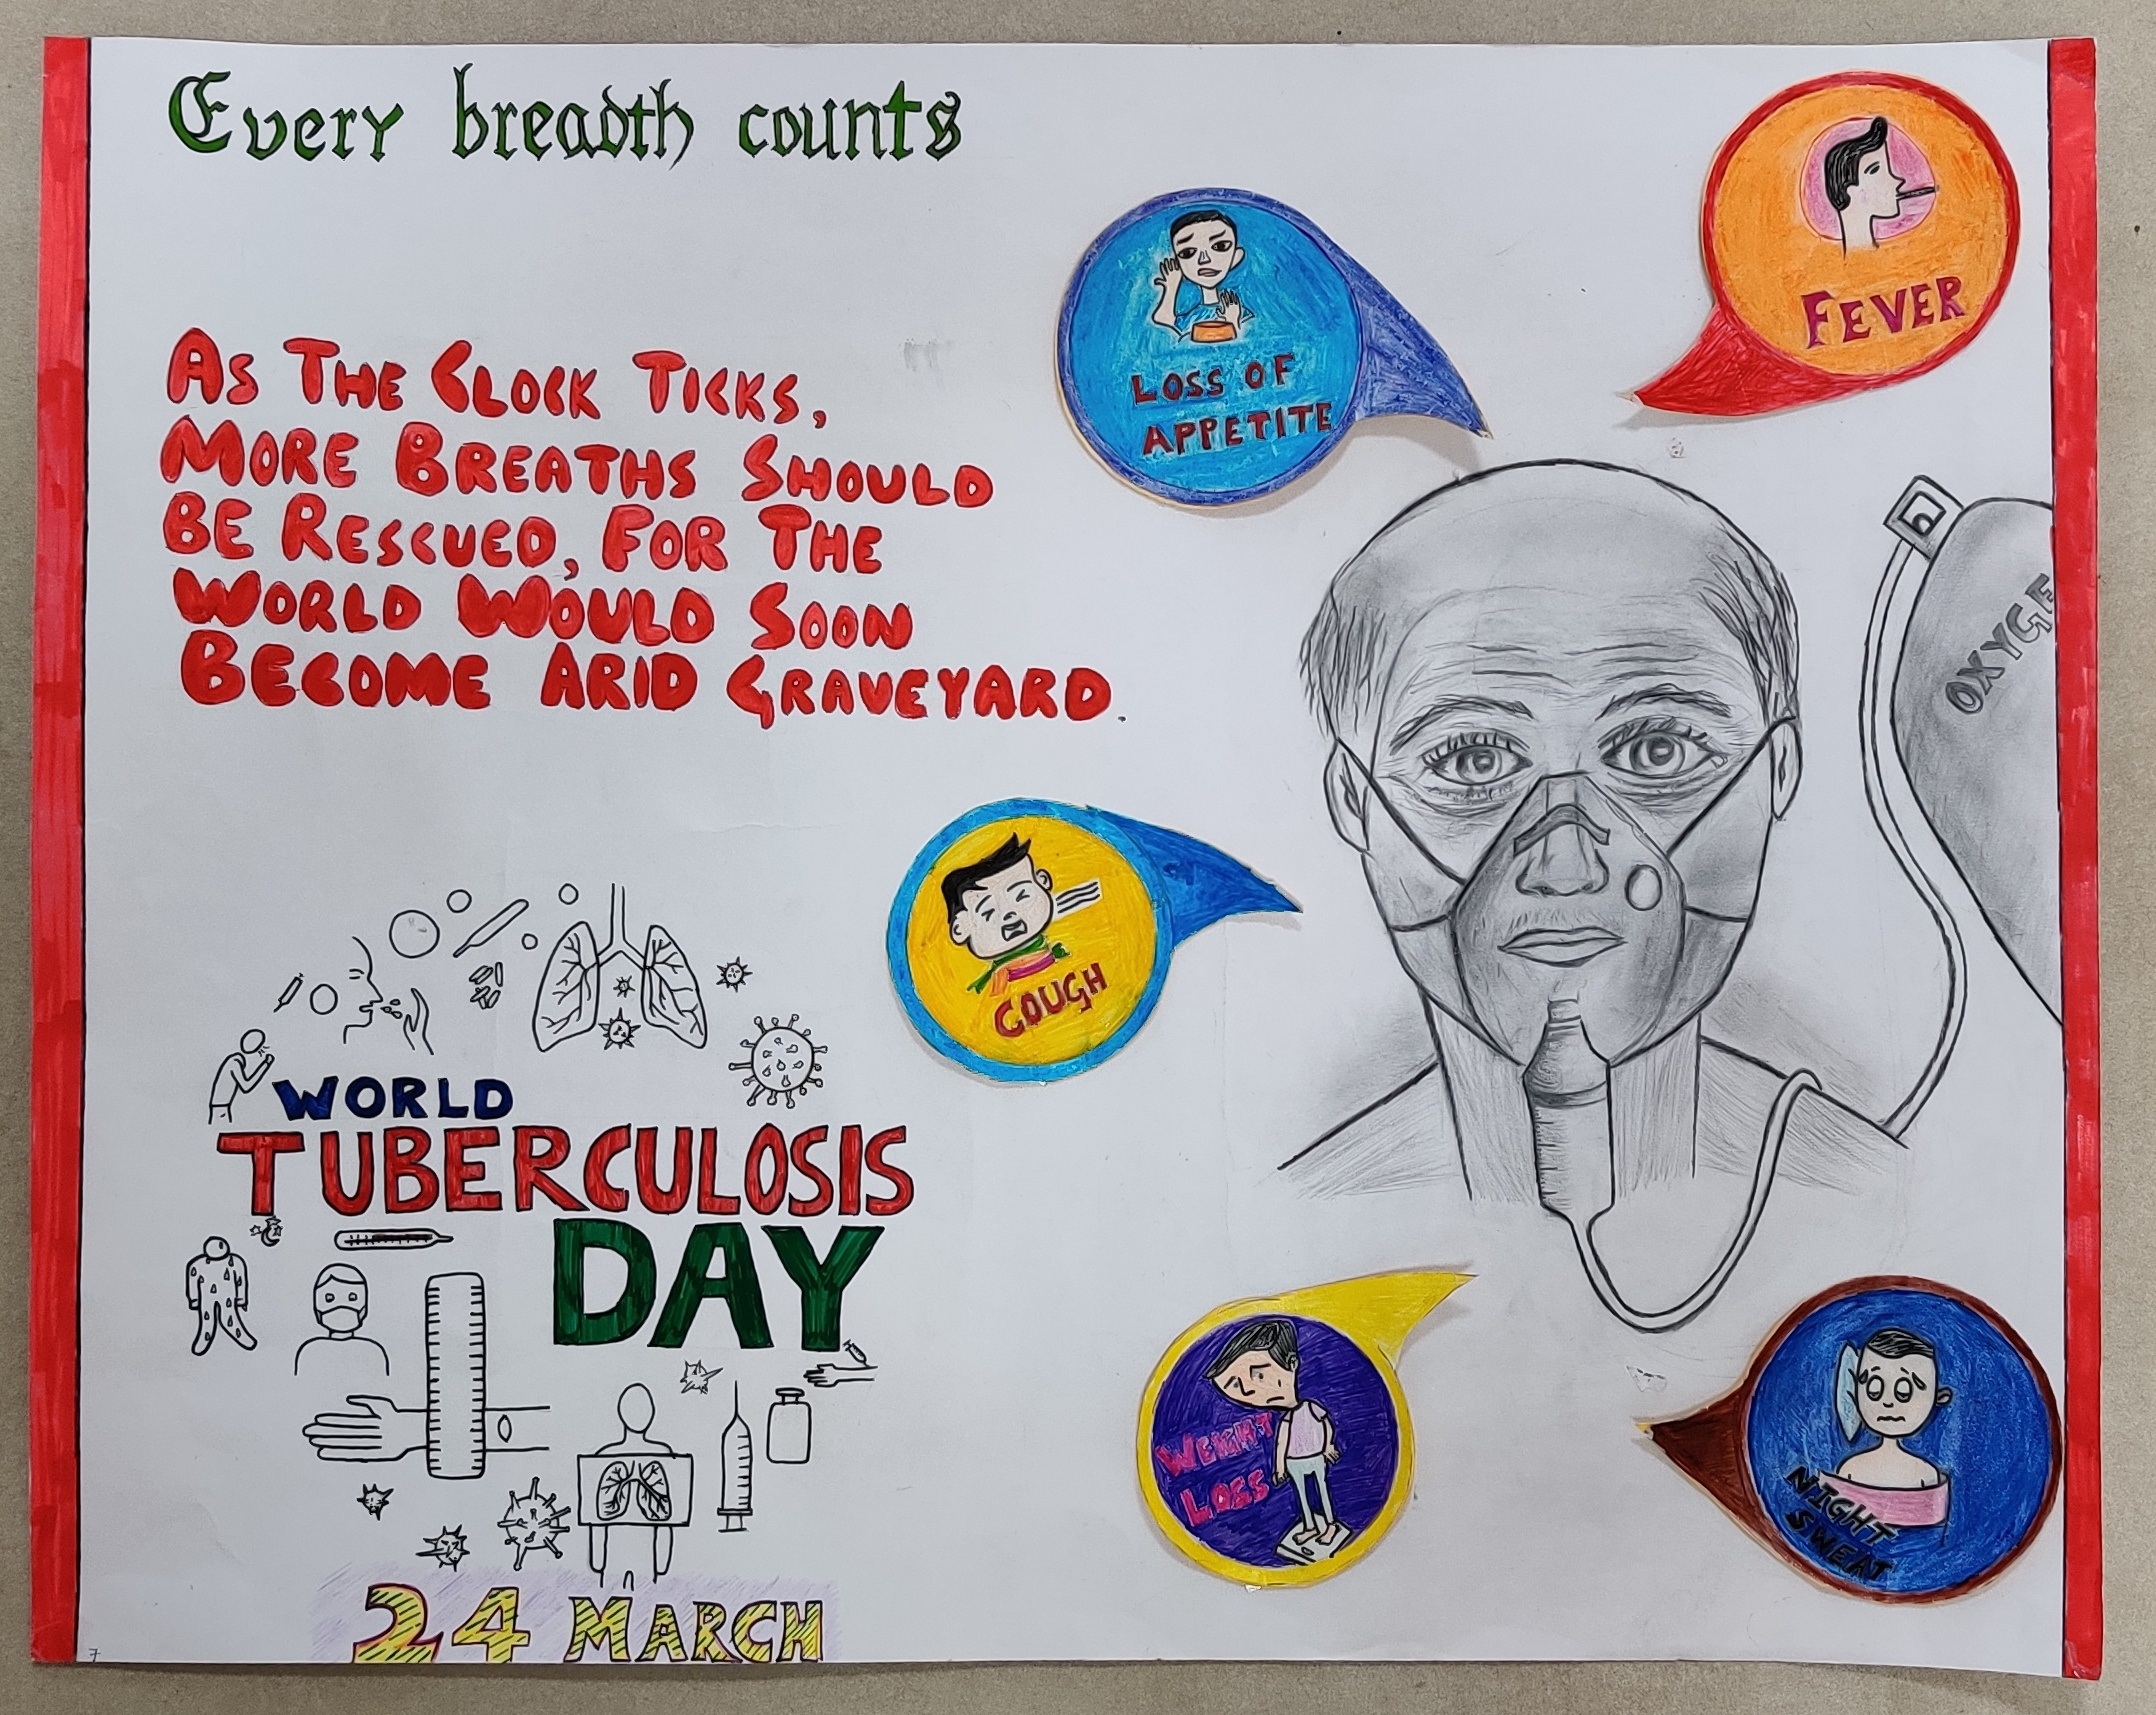 Every breadth counts
AS THE CLOCK TICKS,
MORE BREATHS SHOULD
BE RESCUED, FOR THE
WORLD WOULD SOON
BECOME ARID GRAVEYARD.
LOSS OF
APPETITE
FEVER
OXYGE
COUGH
WORLD
TUBERCULOSIS
DAY
24 MARCH
WEIGHT
LOSS
NIGHT
SWEAT
7